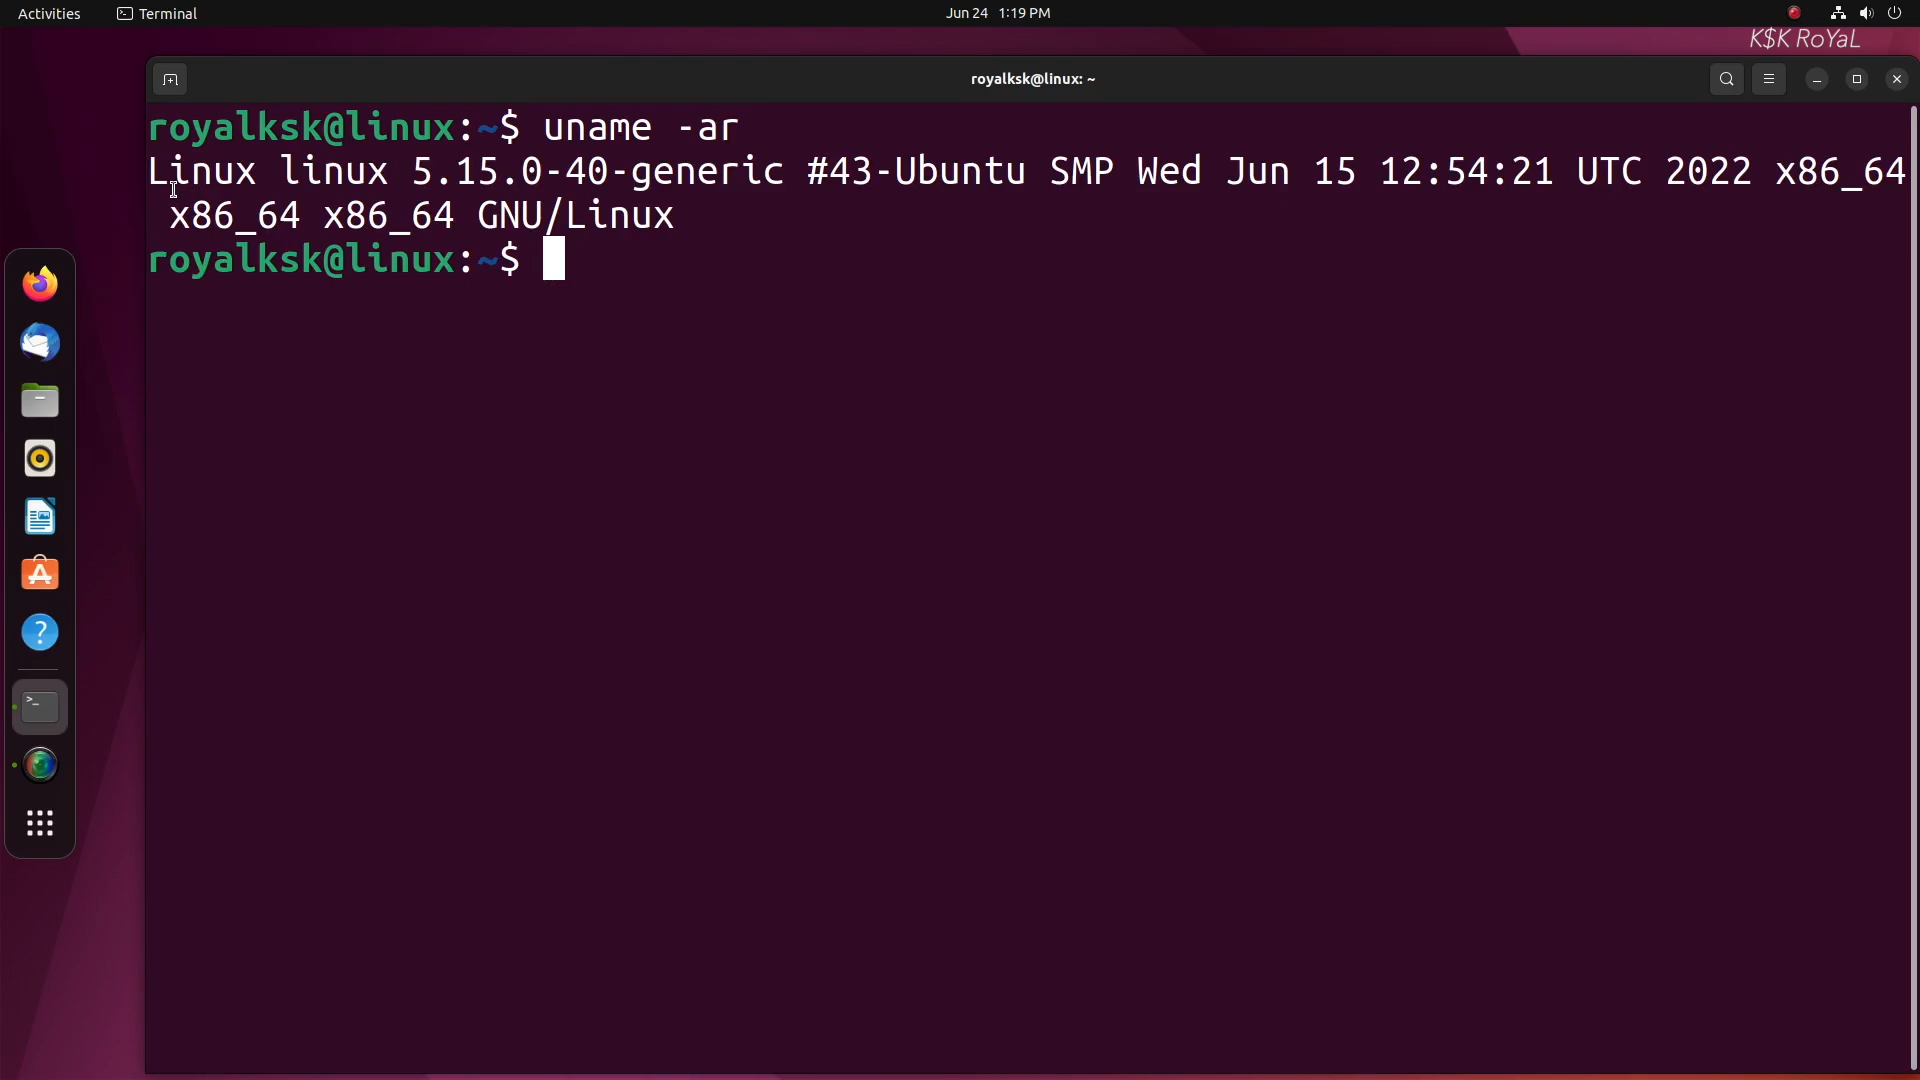 Activities Terminal Jun 24 1:19 PM
K$K RoYaL
royalksk@linux: ~
royalksk@linux:~$ uname -ar
Linux linux 5.15.0-40-generic #43-Ubuntu SMP Wed Jun 15 12:54:21 UTC 2022 x86_64
x86_64 x86_64 GNU/Linux
royalksk@linux:~$